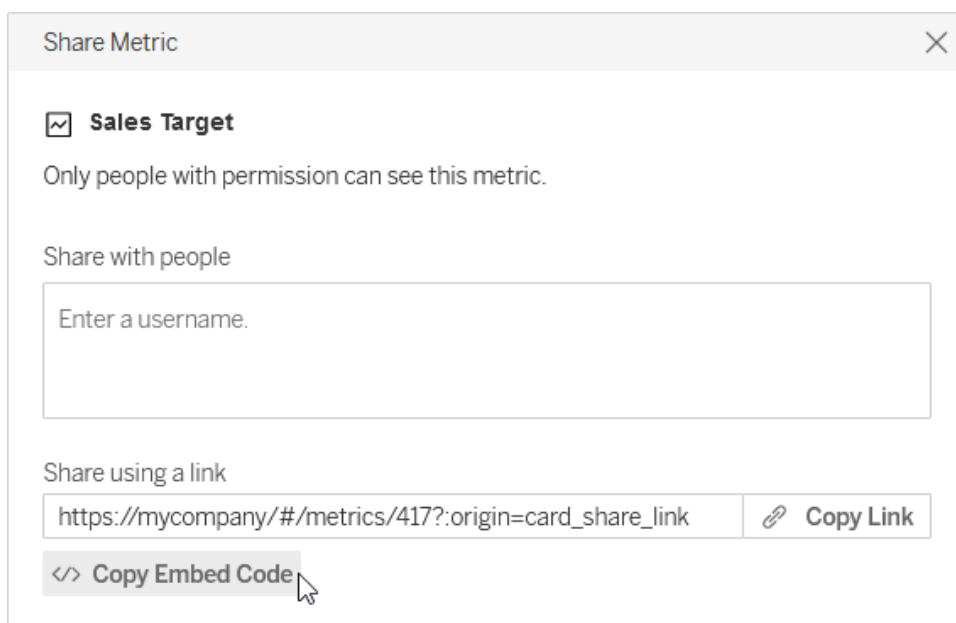 Share Metric
Sales Target
Only people with permission can see this metric.
Share with people
Enter a username.
Share using a link
https://mycompany/#/metrics/417?:origin=card_share_link Copy Link
</> Copy Embed Code